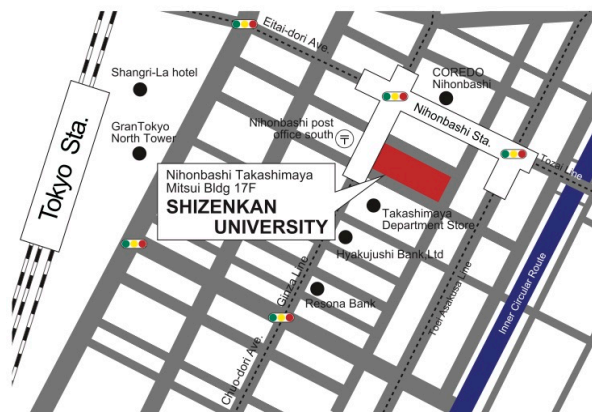 Eitai-dori Ave.
Shangri-La hotel
COREDO
Nihonbashi
Tokyo Sta.
GranTokyo
North Tower
Nihonbashi post
office south
〒
Nihonbashi Sta.
Tozai Line
Nihonbashi Takashimaya
Mitsui Bldg 17F
SHIZENKAN
UNIVERSITY
Takashimaya
Department Store
Hyakujushi Bank,Ltd
Ginza Line
Resona Bank
Toei Asakusa Line
Inner Circular Route
Chuo-dori Ave.